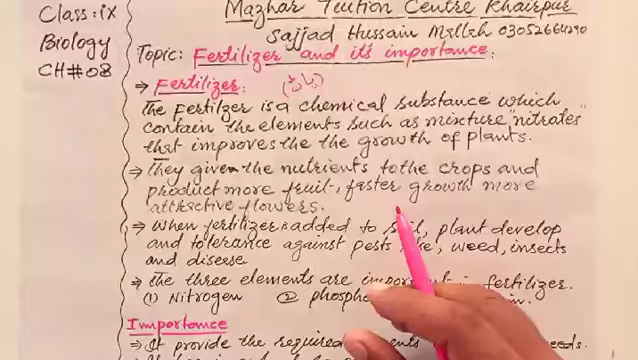 Class: ix
Biology
CH#08
Mazhar Tuition Centre Khairpur
Sajjad Hussain 03052664290
Topic: Fertilizer and its importance:
→ Fertilizer:
The Fertilzer is a chemical substance which
contain the elements such as mixture "nitrates"
that improves the the growth of plants.
⇒ They given the nutrients to the crops and
product more fruit, faster growth more
attractive flowers.
⇒ When fertilizer is added to soil, plant develop
and tolerance against pests like, weed, insects
and disease
⇒ The three elements are important in fertilizer.
(1) Nitrogen ②
Importance
⇒ It provide the required